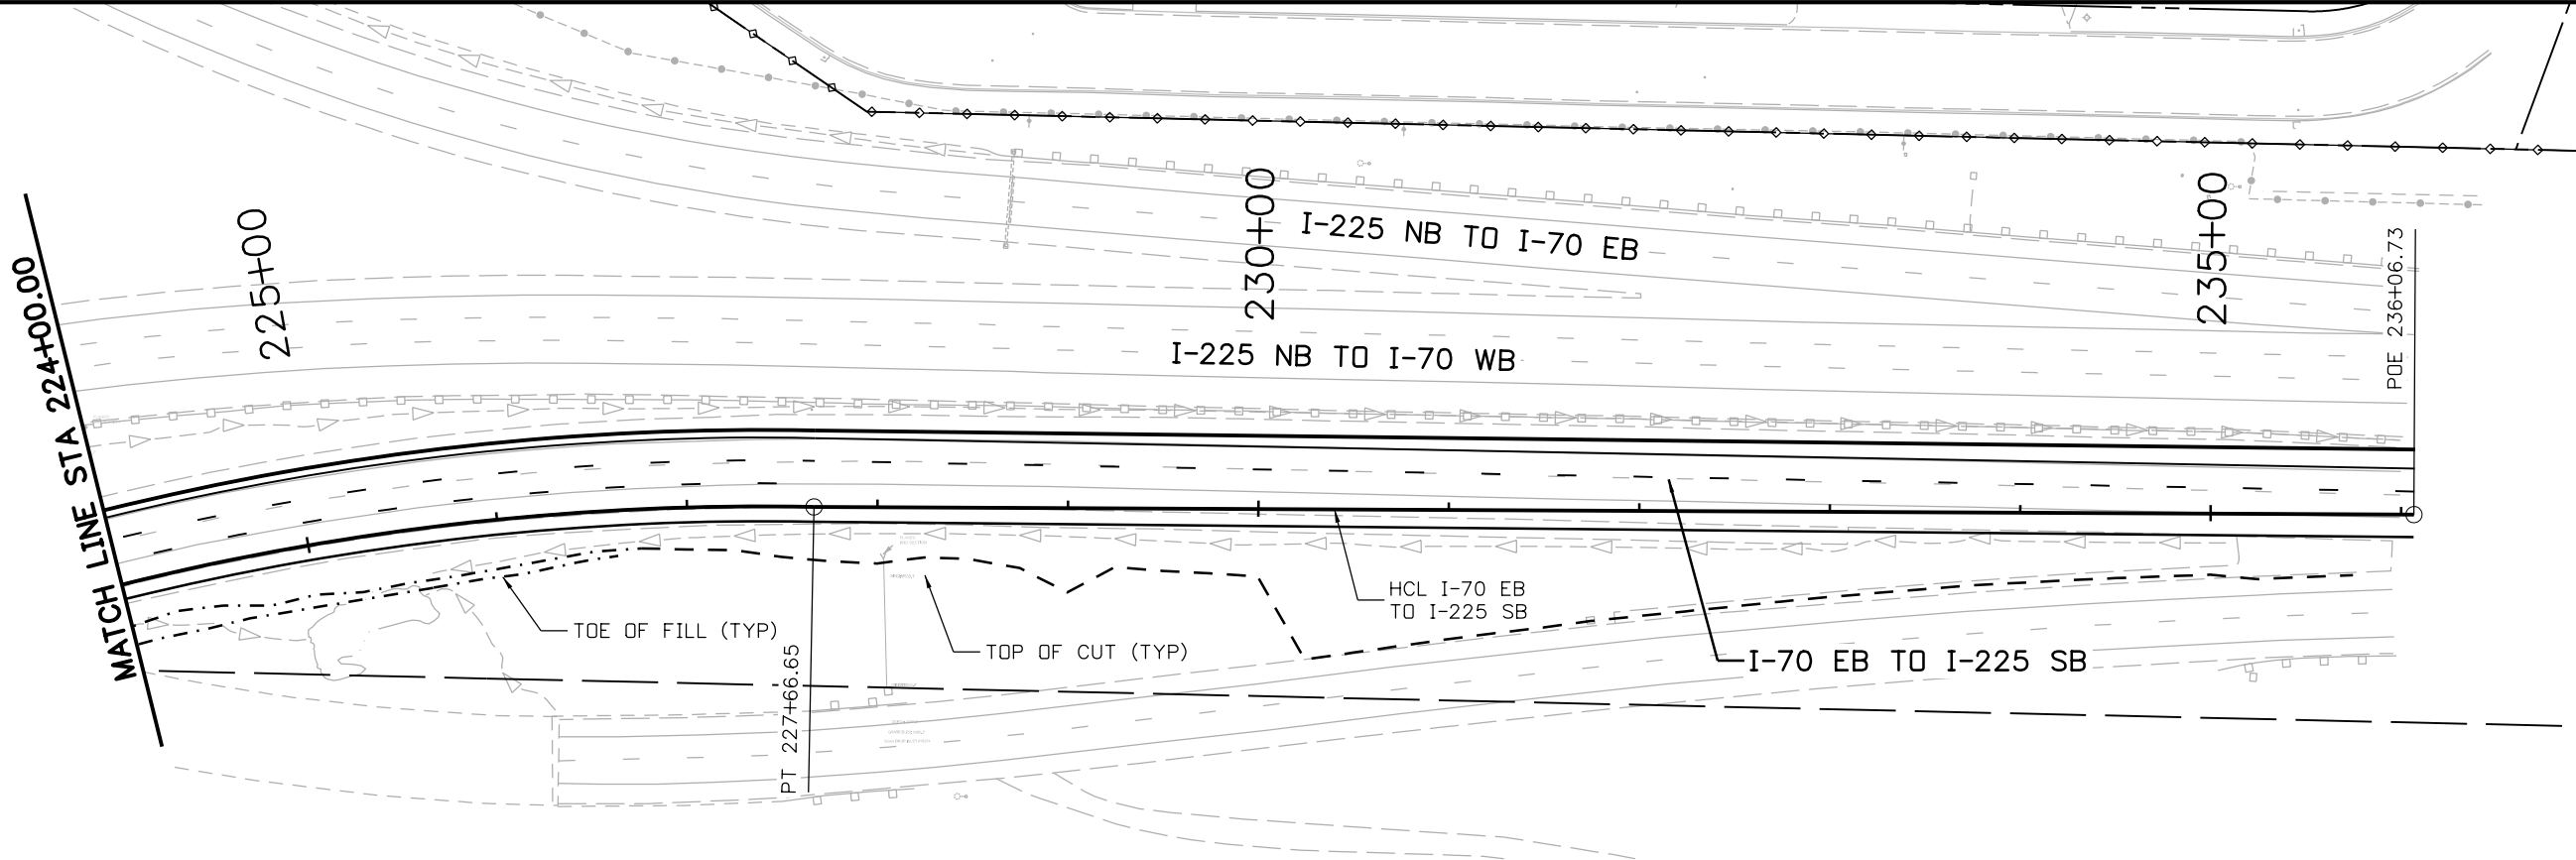 MATCH LINE STA 224+00.00
225+00
230+00
235+00
I-225 NB TO I-70 EB
I-225 NB TO I-70 WB
POE 236+06.73
HCL I-70 EB
TO I-225 SB
TOE OF FILL (TYP)
TOP OF CUT (TYP)
PT 227+66.65
I-70 EB TO I-225 SB